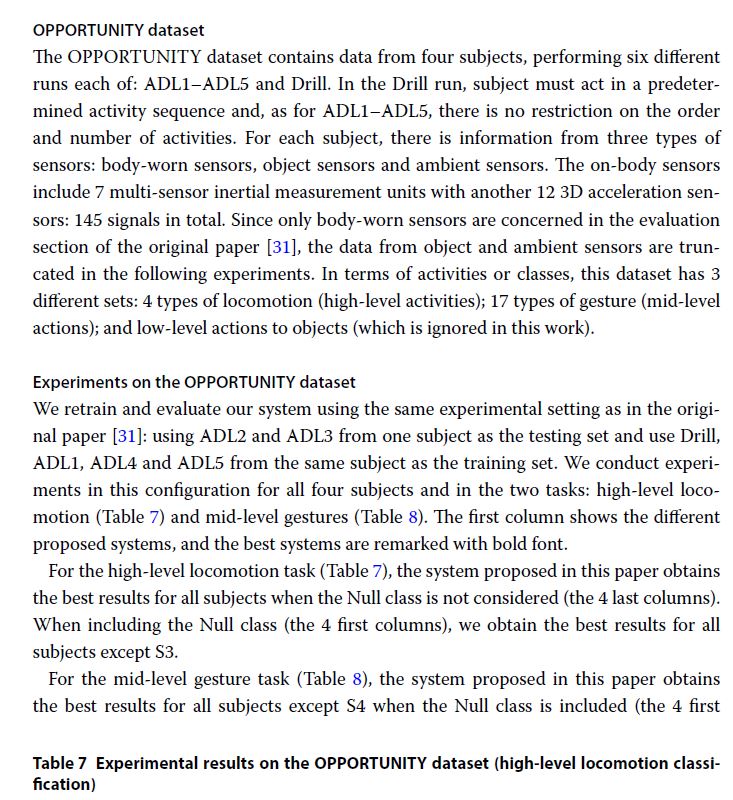 OPPORTUNITY dataset
The OPPORTUNITY dataset contains data from four subjects, performing six different
runs each of: ADL1–ADL5 and Drill. In the Drill run, subject must act in a predeter-
mined activity sequence and, as for ADL1–ADL5, there is no restriction on the order
and number of activities. For each subject, there is information from three types of
sensors: body-worn sensors, object sensors and ambient sensors. The on-body sensors
include 7 multi-sensor inertial measurement units with another 12 3D acceleration sen-
sors: 145 signals in total. Since only body-worn sensors are concerned in the evaluation
section of the original paper [31], the data from object and ambient sensors are trun-
cated in the following experiments. In terms of activities or classes, this dataset has 3
different sets: 4 types of locomotion (high-level activities); 17 types of gesture (mid-level
actions); and low-level actions to objects (which is ignored in this work).
Experiments on the OPPORTUNITY dataset
We retrain and evaluate our system using the same experimental setting as in the origi-
nal paper [31]: using ADL2 and ADL3 from one subject as the testing set and use Drill,
ADL1, ADL4 and ADL5 from the same subject as the training set. We conduct experi-
ments in this configuration for all four subjects and in the two tasks: high-level loco-
motion (Table 7) and mid-level gestures (Table 8). The first column shows the different
proposed systems, and the best systems are remarked with bold font.
For the high-level locomotion task (Table 7), the system proposed in this paper obtains
the best results for all subjects when the Null class is not considered (the 4 last columns).
When including the Null class (the 4 first columns), we obtain the best results for all
subjects except S3.
For the mid-level gesture task (Table 8), the system proposed in this paper obtains
the best results for all subjects except S4 when the Null class is included (the 4 first
Table 7 Experimental results on the OPPORTUNITY dataset (high-level locomotion classi-
fication)